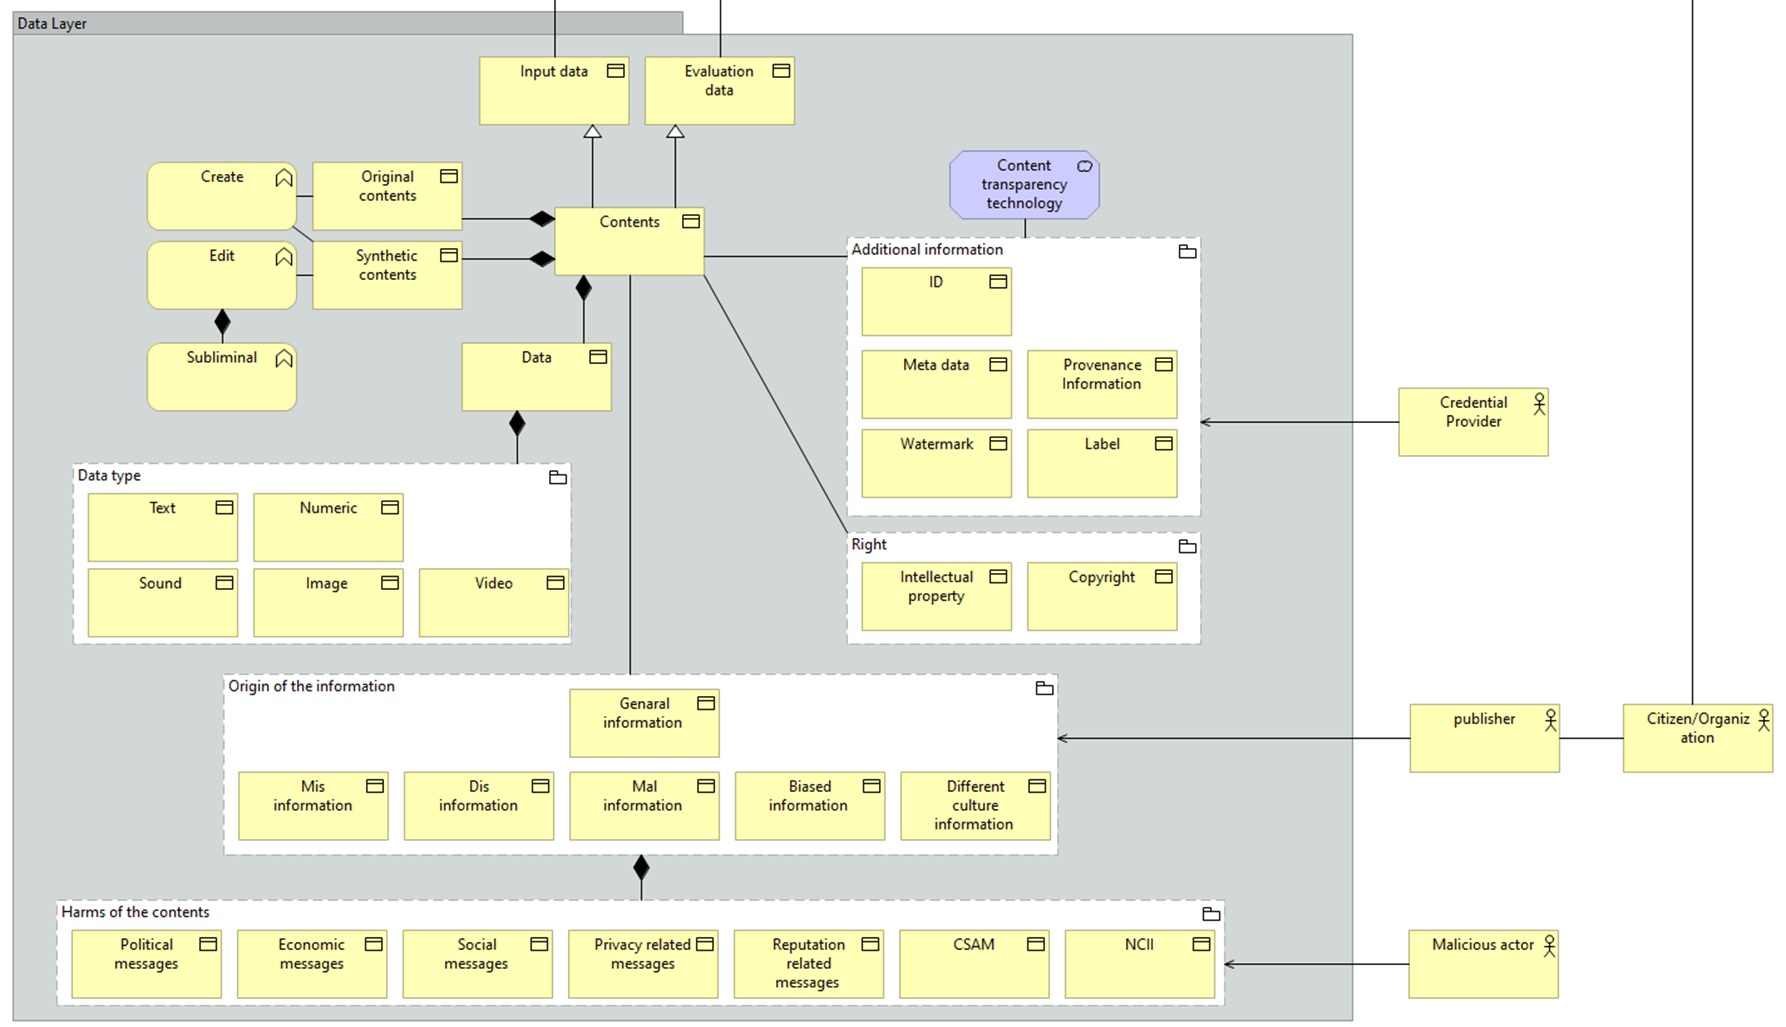 Data Layer
Input data
Evaluation
data
Create
Original
contents
Contents
Content
transparency
technology
Edit
Synthetic
contents
Additional information
ID
Subliminal
Data
Meta data
Provenance
Information
Credential
Provider
Watermark
Label
Data type
Text
Numeric
Sound
Image
Video
Right
Intellectual
property
Copyright
Origin of the information
Genaral
information
publisher
Citizen/Organiz
ation
Mis
information
Dis
information
Mal
information
Biased
information
Different
culture
information
Harms of the contents
Political
messages
Economic
messages
Social
messages
Privacy related
messages
Reputation
related
messages
CSAM
NCII
Malicious actor